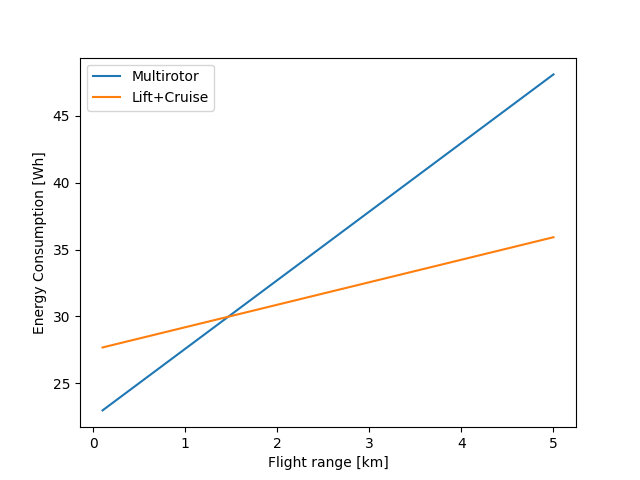 Multirotor
Lift+Cruise
Energy Consumption [Wh]
45
40
35
30
25
0 1 2 3 4 5
Flight range [km]